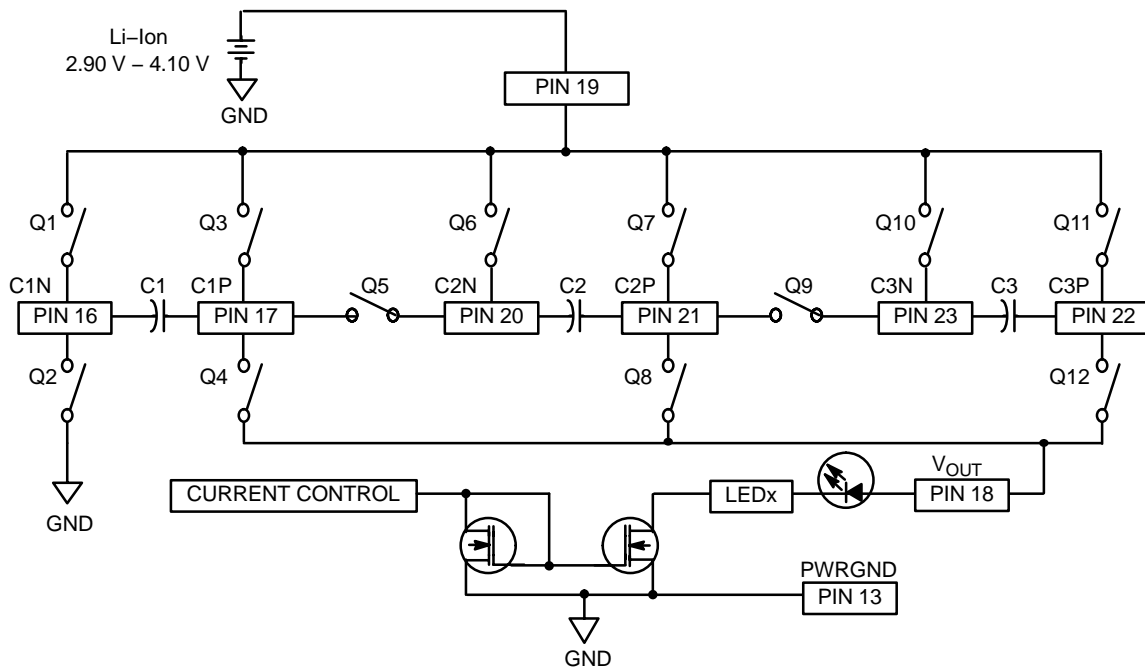 Li–Ion
2.90 V – 4.10 V
GND
PIN 19
Q1
Q3
Q6
Q7
Q10
Q11
C1N
C1
C1P
Q5
C2N
C2
C2P
Q9
C3N
C3
C3P
PIN 16
PIN 17
PIN 20
PIN 21
PIN 23
PIN 22
Q2
Q4
Q8
Q12
GND
CURRENT CONTROL
LEDx
VOUT
PIN 18
PWRGND
PIN 13
GND